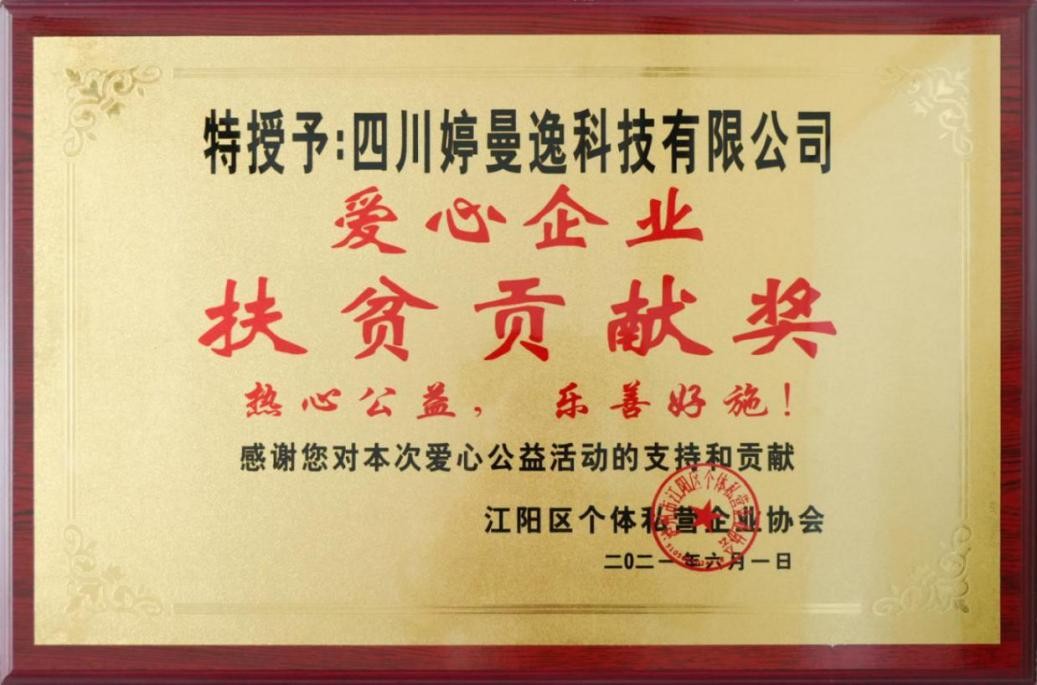 特授予:四川婷曼逸科技有限公司
爱心企业
扶贫贡献奖
热心公益，乐善好施!
感谢您对本次爱心公益活动的支持和贡献
江阳区个体私营企业协会
二0二一年六月一日